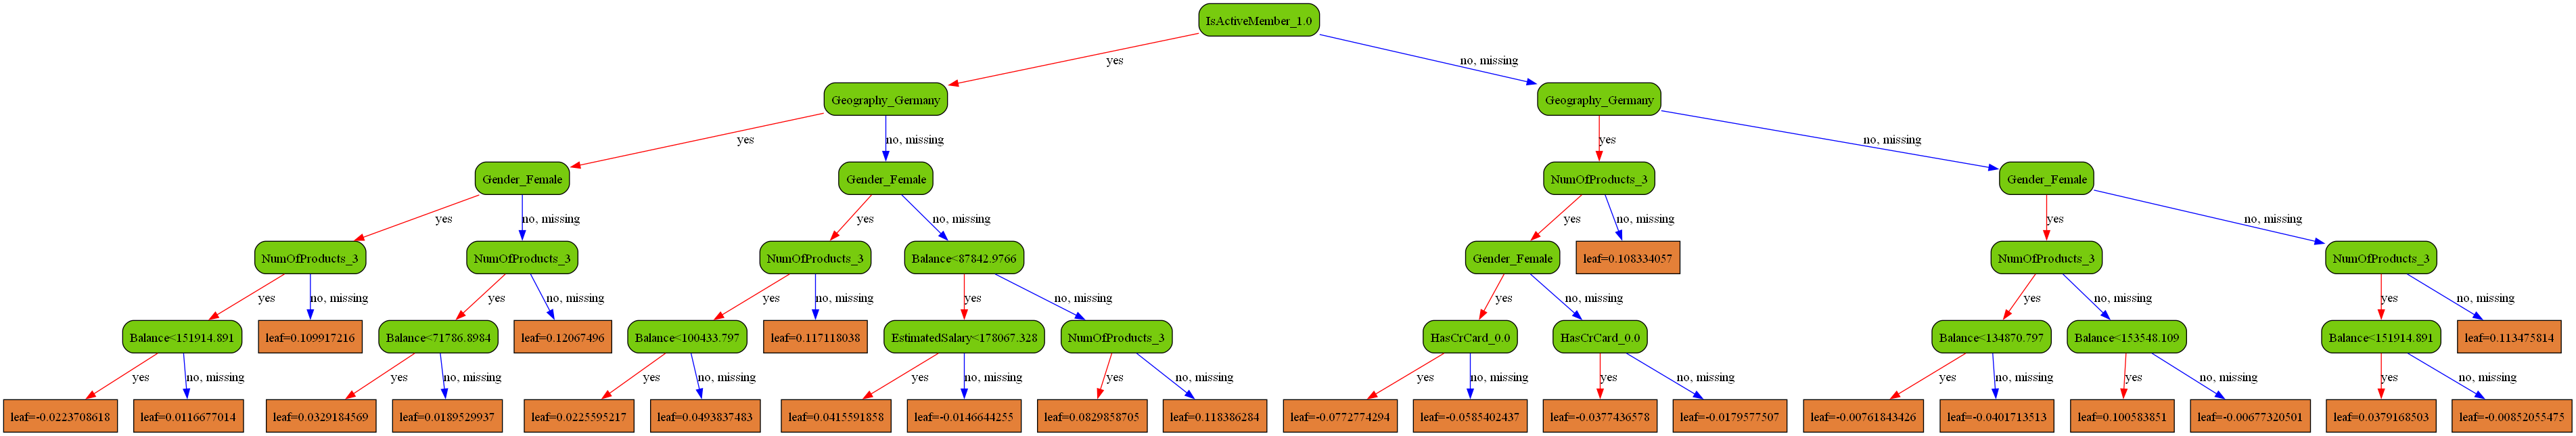 IsActiveMember_1.0
yes
no, missing
Geography_Germany
Geography_Germany
yes
no, missing
yes
no, missing
Gender_Female
Gender_Female
NumOfProducts_3
Gender_Female
yes
no, missing
yes
no, missing
yes
no, missing
yes
no, missing
NumOfProducts_3
NumOfProducts_3
NumOfProducts_3
Balance<87842.9766
Gender_Female
leaf=0.108334057
NumOfProducts_3
NumOfProducts_3
yes
no, missing
yes
no, missing
yes
no, missing
yes
no, missing
yes
no, missing
yes
no, missing
yes
no, missing
Balance<151914.891
leaf=0.109917216
Balance<71786.8984
leaf=0.12067496
Balance<100433.797
leaf=0.117118038
EstimatedSalary<178067.328
NumOfProducts_3
HasCrCard_0.0
HasCrCard_0.0
Balance<134870.797
Balance<153548.109
Balance<151914.891
leaf=0.113475814
yes
no, missing
yes
no, missing
yes
no, missing
yes
no, missing
yes
no, missing
yes
no, missing
yes
no, missing
yes
no, missing
yes
no, missing
yes
no, missing
leaf=-0.0223708618
leaf=0.0116677014
leaf=0.0329184569
leaf=0.0189529937
leaf=0.0225595217
leaf=0.0493837483
leaf=0.0415591858
leaf=-0.0146644255
leaf=0.0829858705
leaf=0.118386284
leaf=-0.0772774294
leaf=-0.0585402437
leaf=-0.0377436578
leaf=-0.0179577507
leaf=-0.00761843426
leaf=-0.0401713513
leaf=0.100583851
leaf=-0.00677320501
leaf=0.0379168503
leaf=-0.00852055475